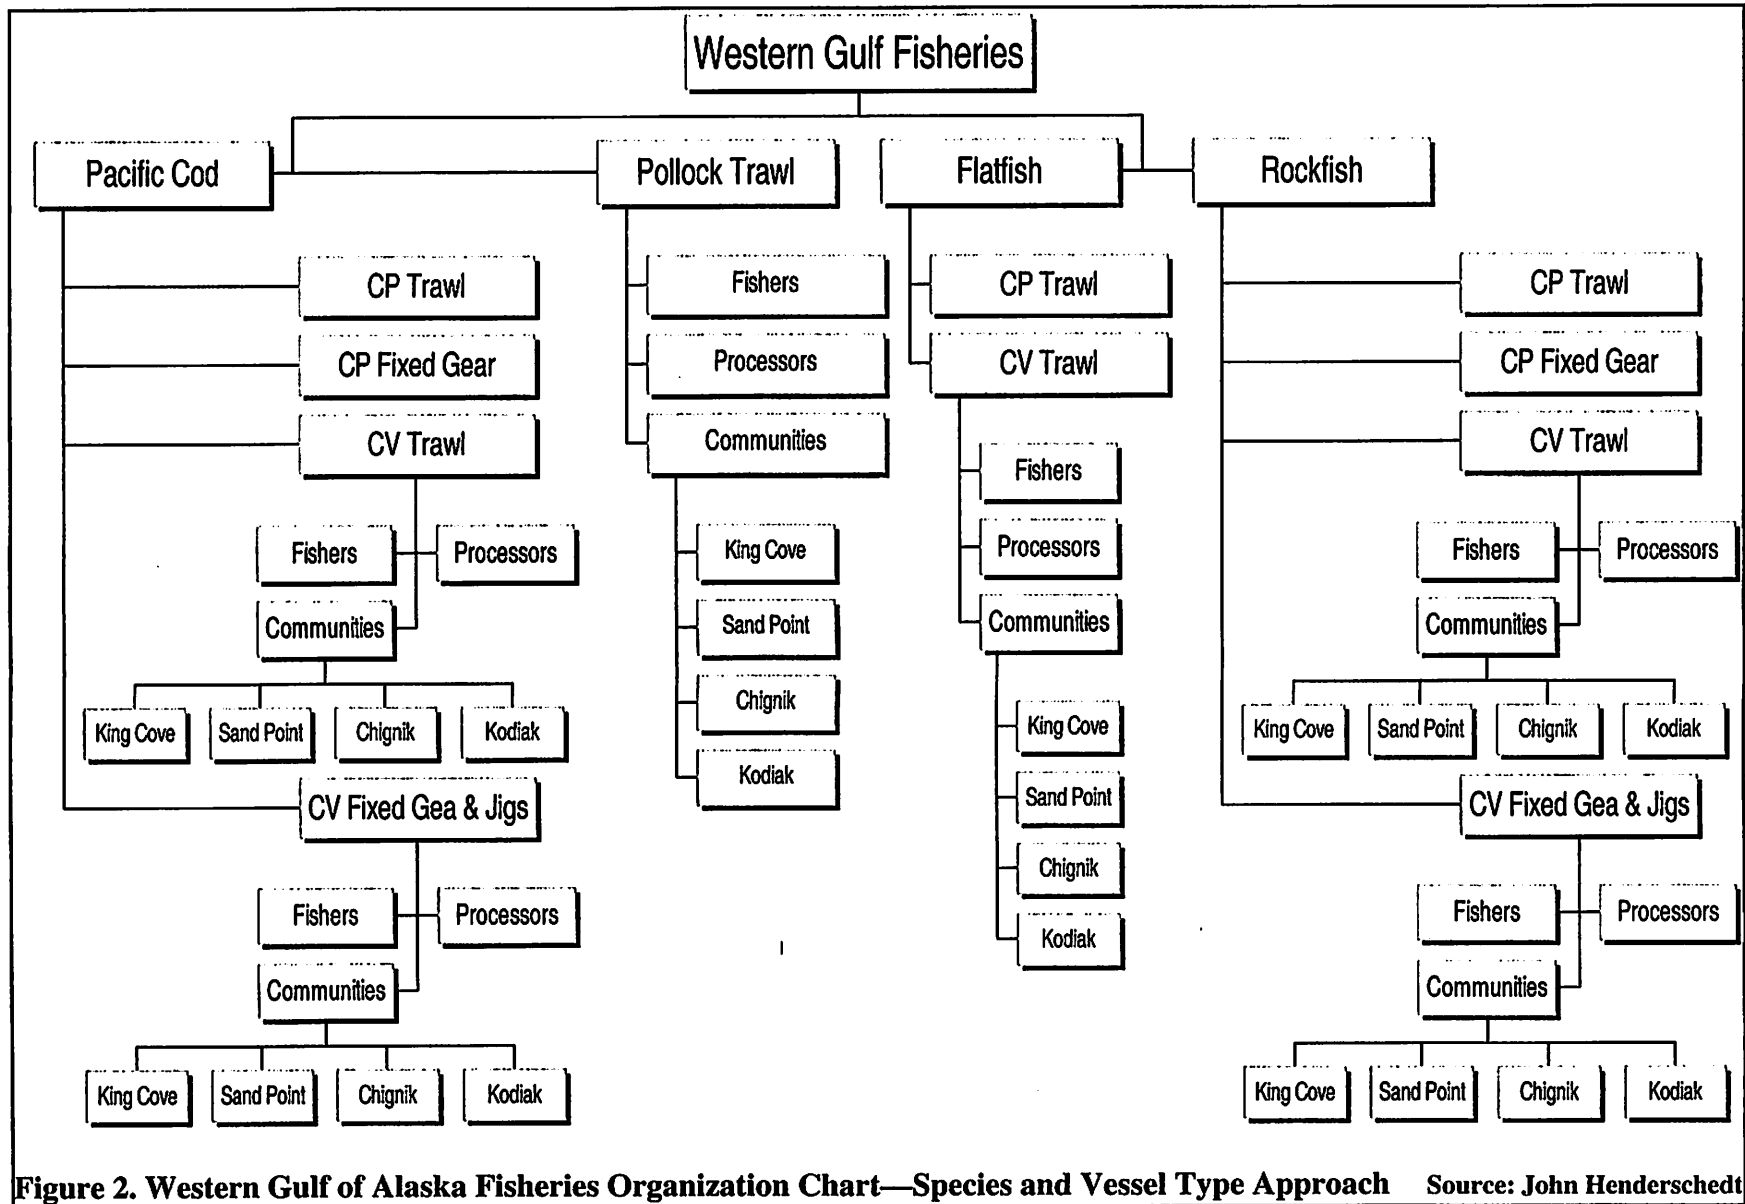 Western Gulf Fisheries
Pacific Cod
Pollock Trawl
Flatfish
Rockfish
CP Trawl
CP Fixed Gear
CV Trawl
Fishers
Processors
Communities
King Cove
Sand Point
Chignik
Kodiak
CV Fixed Gea & Jigs
Fishers
Processors
Communities
King Cove
Sand Point
Chignik
Kodiak
Fishers
Processors
Communities
King Cove
Sand Point
Chignik
Kodiak
CP Trawl
CV Trawl
Fishers
Processors
Communities
King Cove
Sand Point
Chignik
Kodiak
CP Trawl
CP Fixed Gear
CV Trawl
Fishers
Processors
Communities
King Cove
Sand Point
Chignik
Kodiak
CV Fixed Gea & Jigs
Fishers
Processors
Communities
King Cove
Sand Point
Chignik
Kodiak
Figure 2. Western Gulf of Alaska Fisheries Organization Chart—Species and Vessel Type Approach Source: John Henderschedt